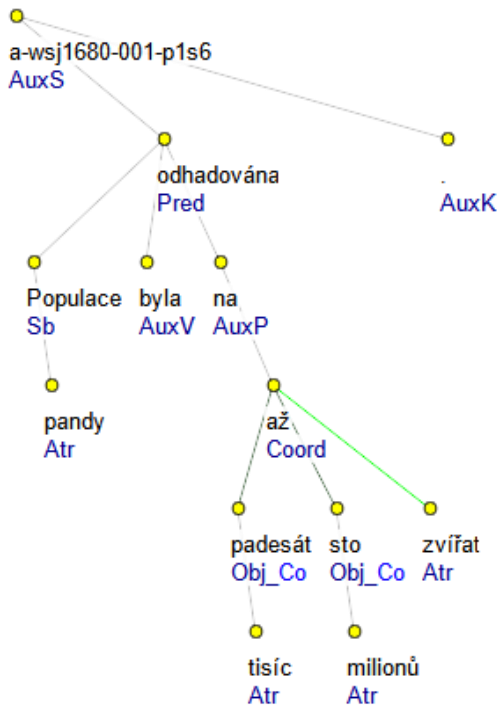 a-wsj1680-001-p1s6
AuxS
odhadována
Pred
.
AuxK
Populace
Sb
byla
AuxV
na
AuxP
pandy
Atr
až
Coord
padesát
Obj_Co
sto
Obj_Co
zvířat
Atr
tisíc
Atr
milionů
Atr